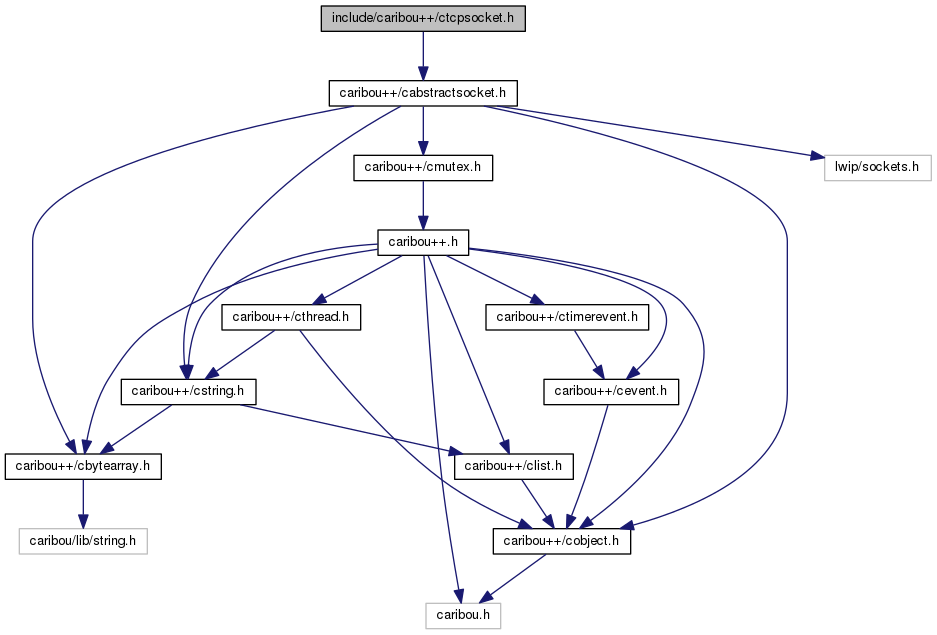 include/caribou++/ctcpsocket.h
caribou++/cabstractsocket.h
caribou++/cmutex.h
lwip/sockets.h
caribou++.h
caribou++/cthread.h
caribou++/ctimerevent.h
caribou++/cstring.h
caribou++/cevent.h
caribou++/cbytearray.h
caribou++/clist.h
caribou/lib/string.h
caribou++/cobject.h
caribou.h